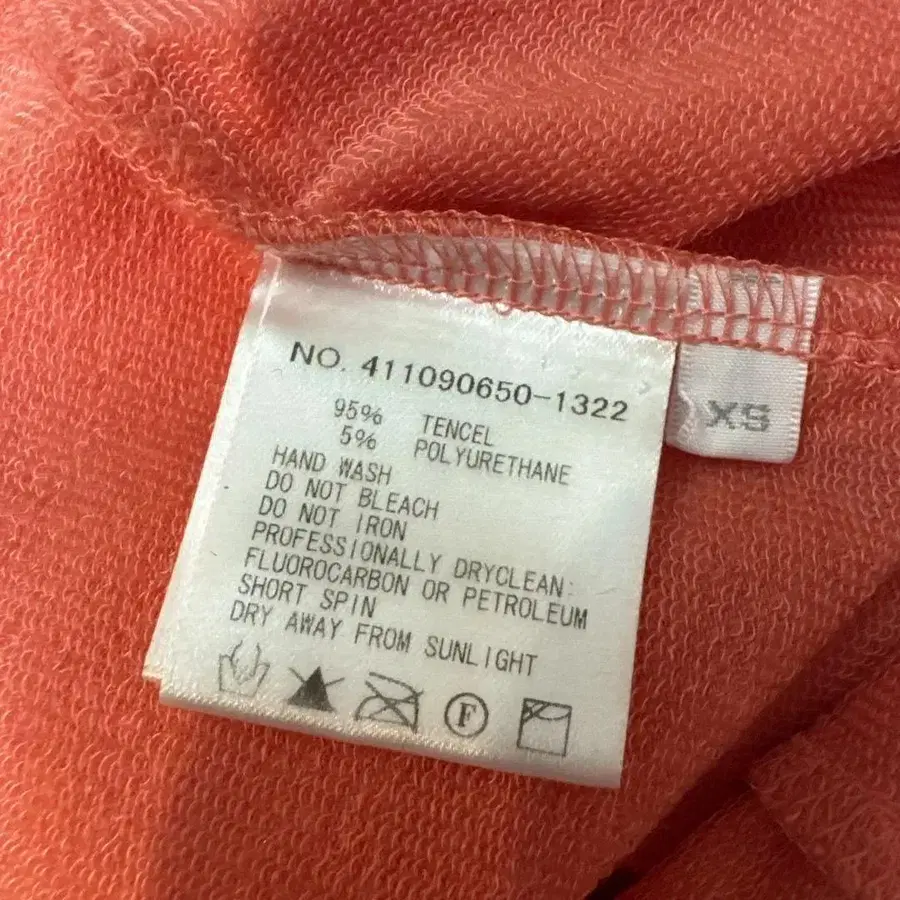 NO. 411090650-1322
95% TENCEL
5% POLYURETHANE
HAND WASH
DO NOT BLEACH
DO NOT IRON
PROFESSIONALLY DRYCLEAN:
FLUOROCARBON OR PETROLEUM
SHORT SPIN
DRY AWAY FROM SUNLIGHT
F
XS